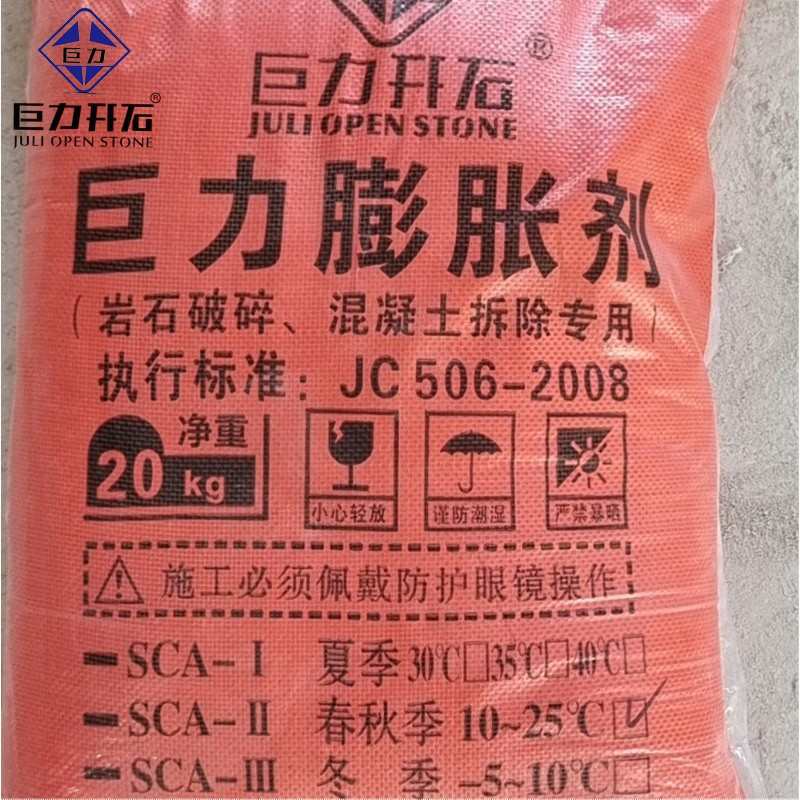 巨力
巨力开石®
JULI OPEN STONE
巨力开石®
JULI OPEN STONE
巨力膨胀剂
(岩石破碎、混凝土拆除专用)
执行标准：JC 506-2008
净重
20 kg
小心轻放
谨防潮湿
严禁暴晒
施工必须佩戴防护眼镜操作
SCA-Ⅰ 夏季 30℃□35℃□40℃□
SCA-Ⅱ 春秋季 10~25℃☑
SCA-Ⅲ 冬 季 -5~10℃□